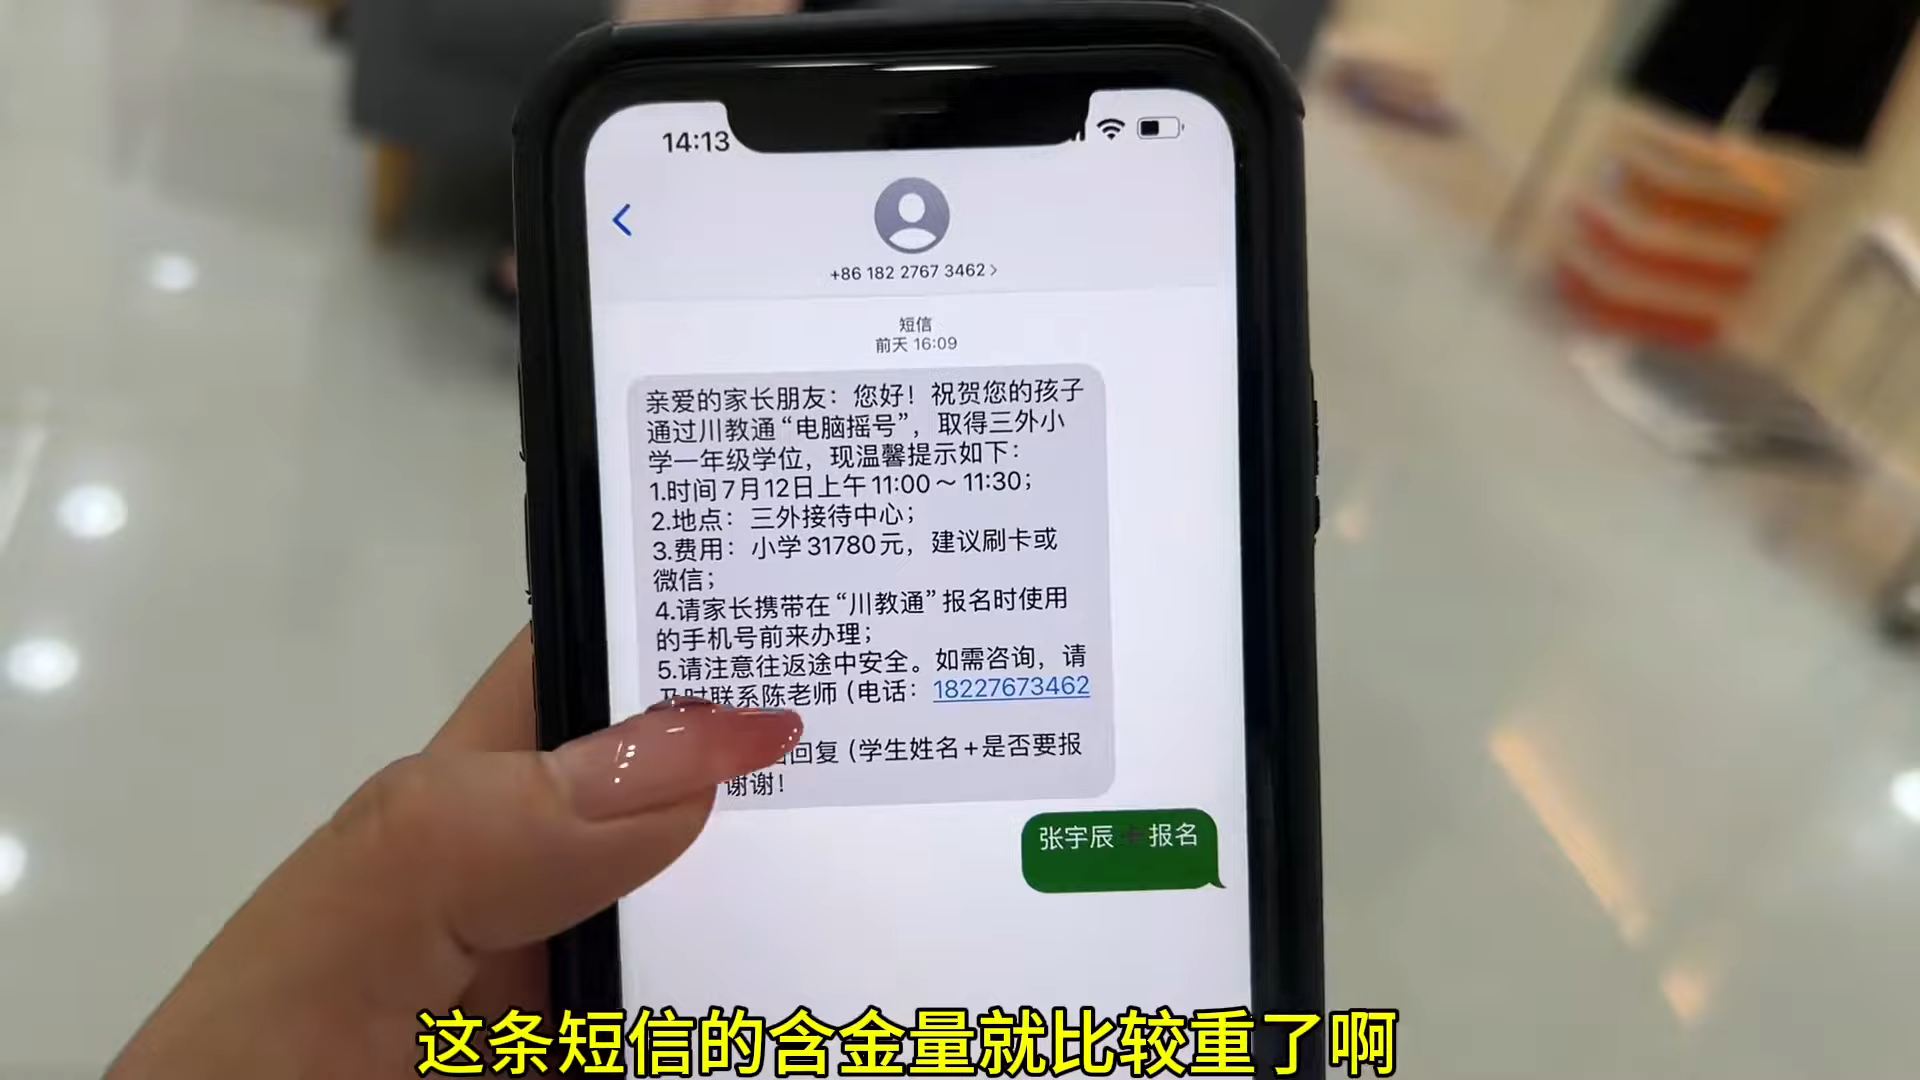 14:13
+86 182 2767 3462 >
短信
前天 16:09
亲爱的家长朋友：您好！祝贺您的孩子
通过川教通“电脑摇号”，取得三外小
学一年级学位，现温馨提示如下：
1.时间7月12日上午11:00～11:30；
2.地点：三外接待中心；
3.费用：小学31780元，建议刷卡或
微信；
4.请家长携带在“川教通”报名时使用
的手机号前来办理；
5.请注意往返途中安全。如需咨询，请
及时联系陈老师（电话：18227673462
回复（学生姓名+是否要报
谢谢！
张宇辰 报名
这条短信的含金量就比较重了啊